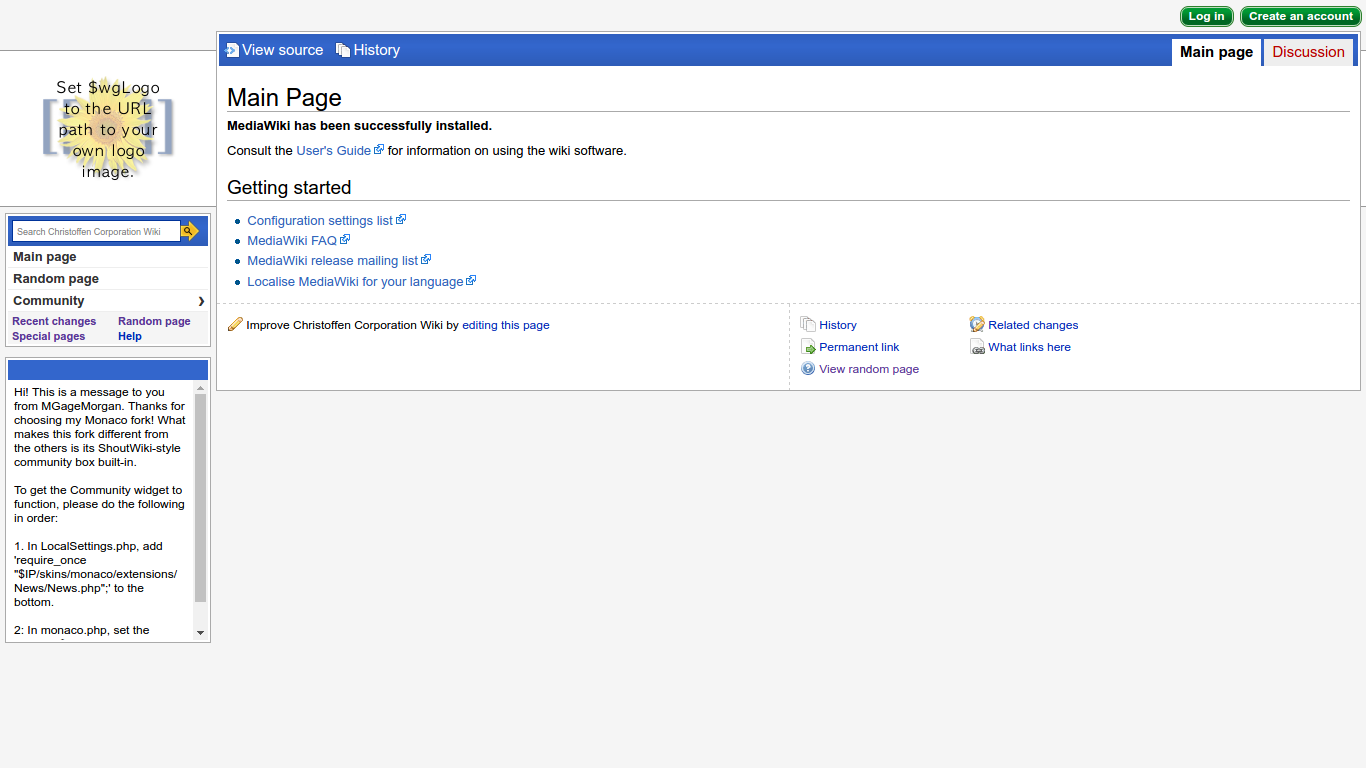 Log in Create an account
View source History Main page Discussion
Set $wgLogo
to the URL
path to your
own logo
image.
Search Christoffen Corporation Wiki
Main page
Random page
Community
Recent changes Random page
Special pages Help
Hi! This is a message to you
from MGageMorgan. Thanks for
choosing my Monaco fork! What
makes this fork different from
the others is its ShoutWiki-style
community box built-in.
To get the Community widget to
function, please do the following
in order:
1. In LocalSettings.php, add
'require_once
"$IP/skins/monaco/extensions/
News/News.php";' to the
bottom.
2: In monaco.php, set the
Main Page
MediaWiki has been successfully installed.
Consult the User's Guide for information on using the wiki software.
Getting started
Configuration settings list
MediaWiki FAQ
MediaWiki release mailing list
Localise MediaWiki for your language
Improve Christoffen Corporation Wiki by editing this page
History Related changes
Permanent link What links here
View random page